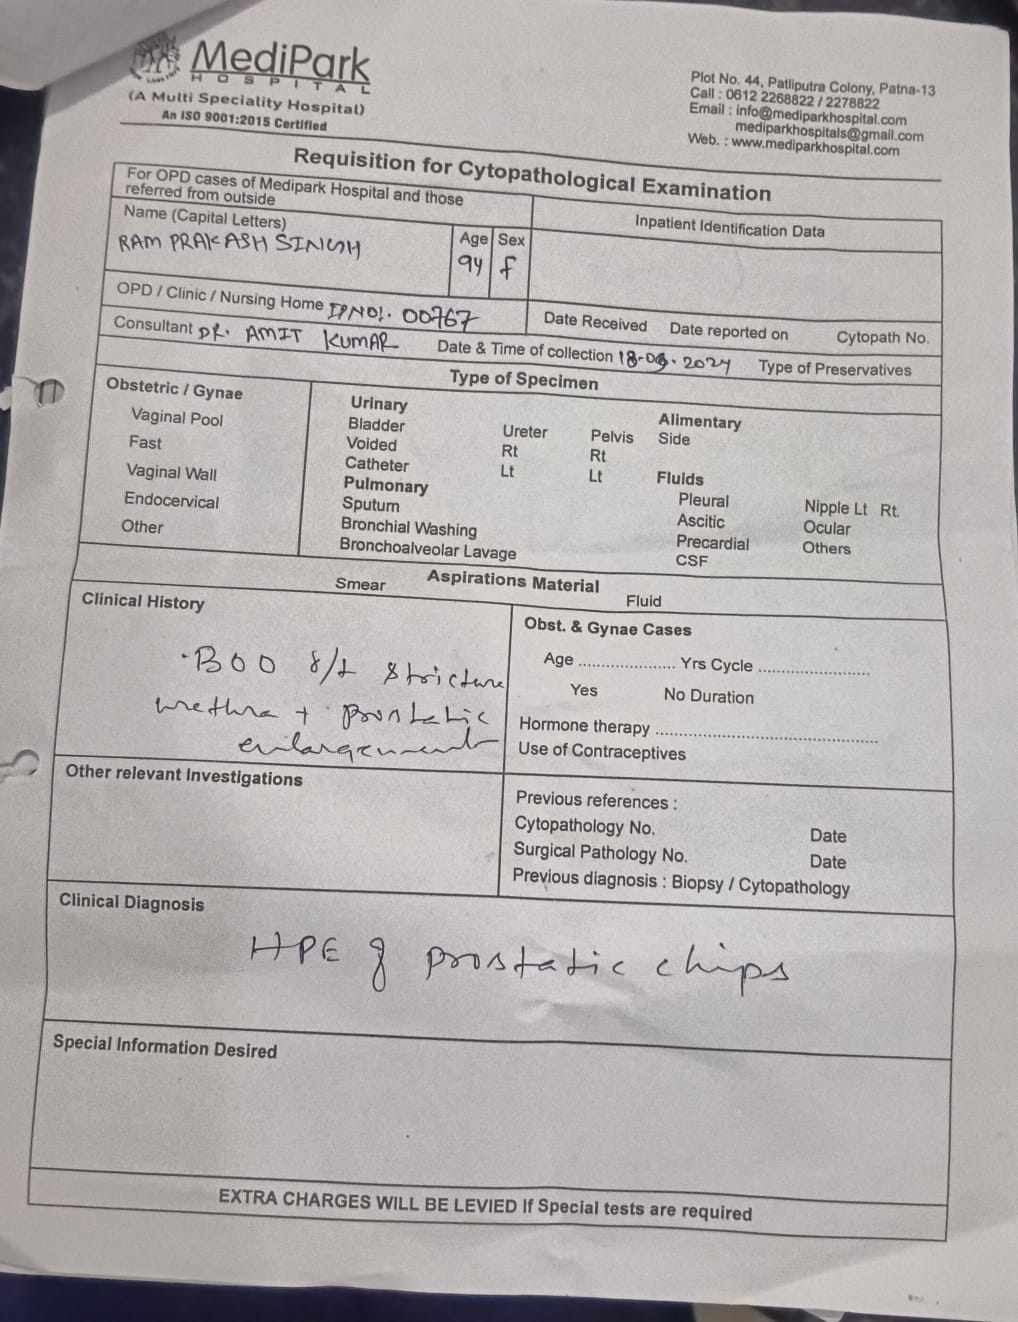 MediPark
HOSPITAL
(A Multi Speciality Hospital)
An ISO 9001:2015 Certified
Plot No. 44, Patliputra Colony, Patna-13
Call : 0612 2268822 / 2278822
Email : info@mediparkhospital.com
mediparkhospitals@gmail.com
Web. : www.mediparkhospital.com
Requisition for Cytopathological Examination
For OPD cases of Medipark Hospital and those
referred from outside
Inpatient Identification Data
Name (Capital Letters) Age Sex
RAM PRAKASH SINGH 94 f
OPD / Clinic / Nursing Home IPNO:. 00767
Date Received Date reported on Cytopath No.
Consultant DR. AMIT KUMAR Date & Time of collection 18-06.2024 Type of Preservatives
Type of Specimen
Obstetric / Gynae
Vaginal Pool
Fast
Vaginal Wall
Endocervical
Other
Urinary
Bladder Ureter Pelvis
Voided Rt Rt
Catheter Lt Lt
Pulmonary
Sputum
Bronchial Washing
Bronchoalveolar Lavage
Alimentary
Side
Fluids
Pleural Nipple Lt Rt.
Ascitic Ocular
Precardial Others
CSF
Aspirations Material
Smear Fluid
Clinical History
BOO stricture
urethra + prostatic
enlargement
Obst. & Gynae Cases
Age .................... Yrs Cycle .......................
Yes No Duration
Hormone therapy .............................................
Use of Contraceptives
Other relevant Investigations
Previous references :
Cytopathology No. Date
Surgical Pathology No. Date
Previous diagnosis : Biopsy / Cytopathology
Clinical Diagnosis
HPE of prostatic chips
Special Information Desired
EXTRA CHARGES WILL BE LEVIED If Special tests are required